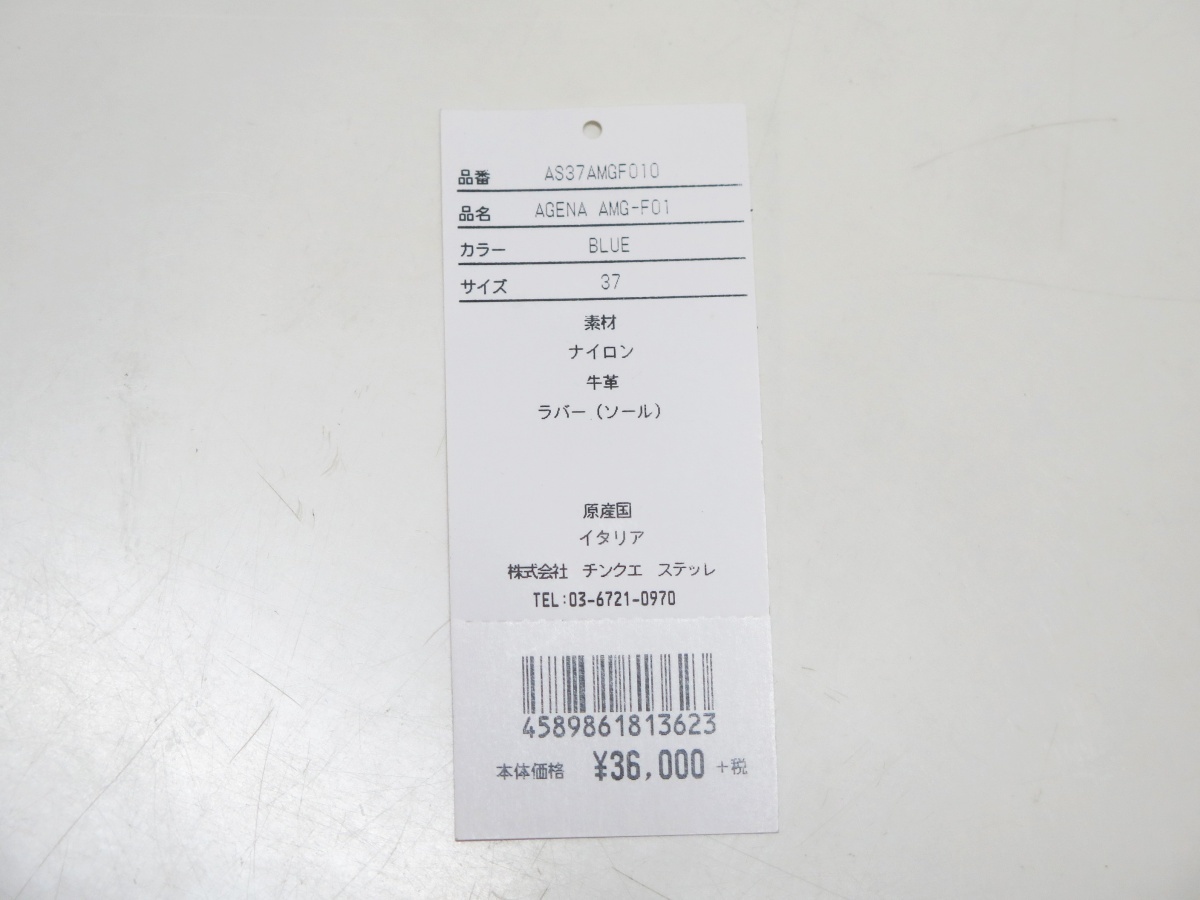 品番 AS37AMGF010
品名 AGENA AMG-F01
カラー BLUE
サイズ 37
素材
ナイロン
牛革
ラバー（ソール）
原産国
イタリア
株式会社 チンクエ ステッレ
TEL:03-6721-0970
4589861813623
本体価格 ¥36,000 +税